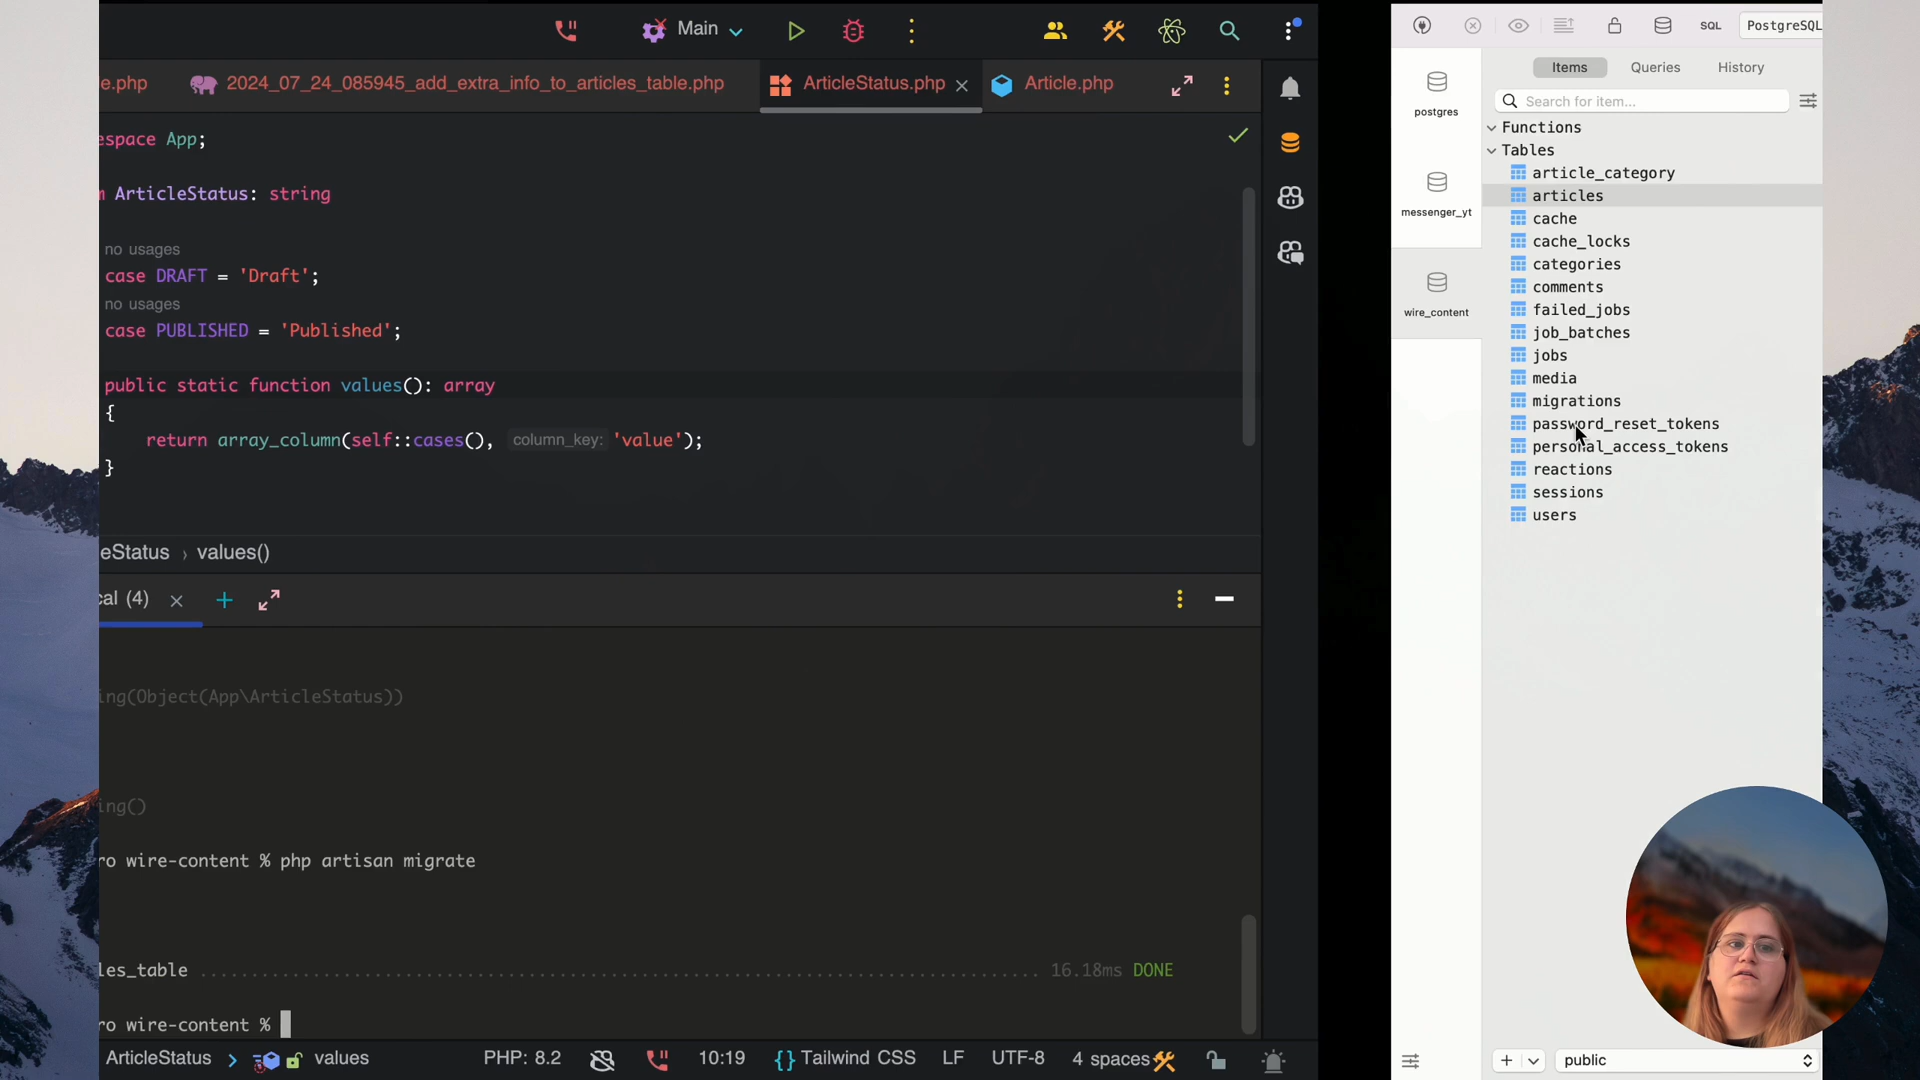 Main
e.php
2024_07_24_085945_add_extra_info_to_articles_table.php
ArticleStatus.php
Article.php
espace App;
ArticleStatus: string
no usages
case DRAFT = 'Draft';
no usages
case PUBLISHED = 'Published';
public static function values(): array
{
return array_column(self::cases(), column_key: 'value');
}
eStatus › values()
cal (4)
ing(Object(App\ArticleStatus))
ing()
ro wire-content % php artisan migrate
les_table ........................................................ 16.18ms DONE
ro wire-content %
ArticleStatus > values
PHP: 8.2
10:19
{} Tailwind CSS
LF
UTF-8
4 spaces
SQL
PostgreSQL
postgres
messenger_yt
wire_content
Items
Queries
History
Search for item...
Functions
Tables
article_category
articles
cache
cache_locks
categories
comments
failed_jobs
job_batches
jobs
media
migrations
password_reset_tokens
personal_access_tokens
reactions
sessions
users
public